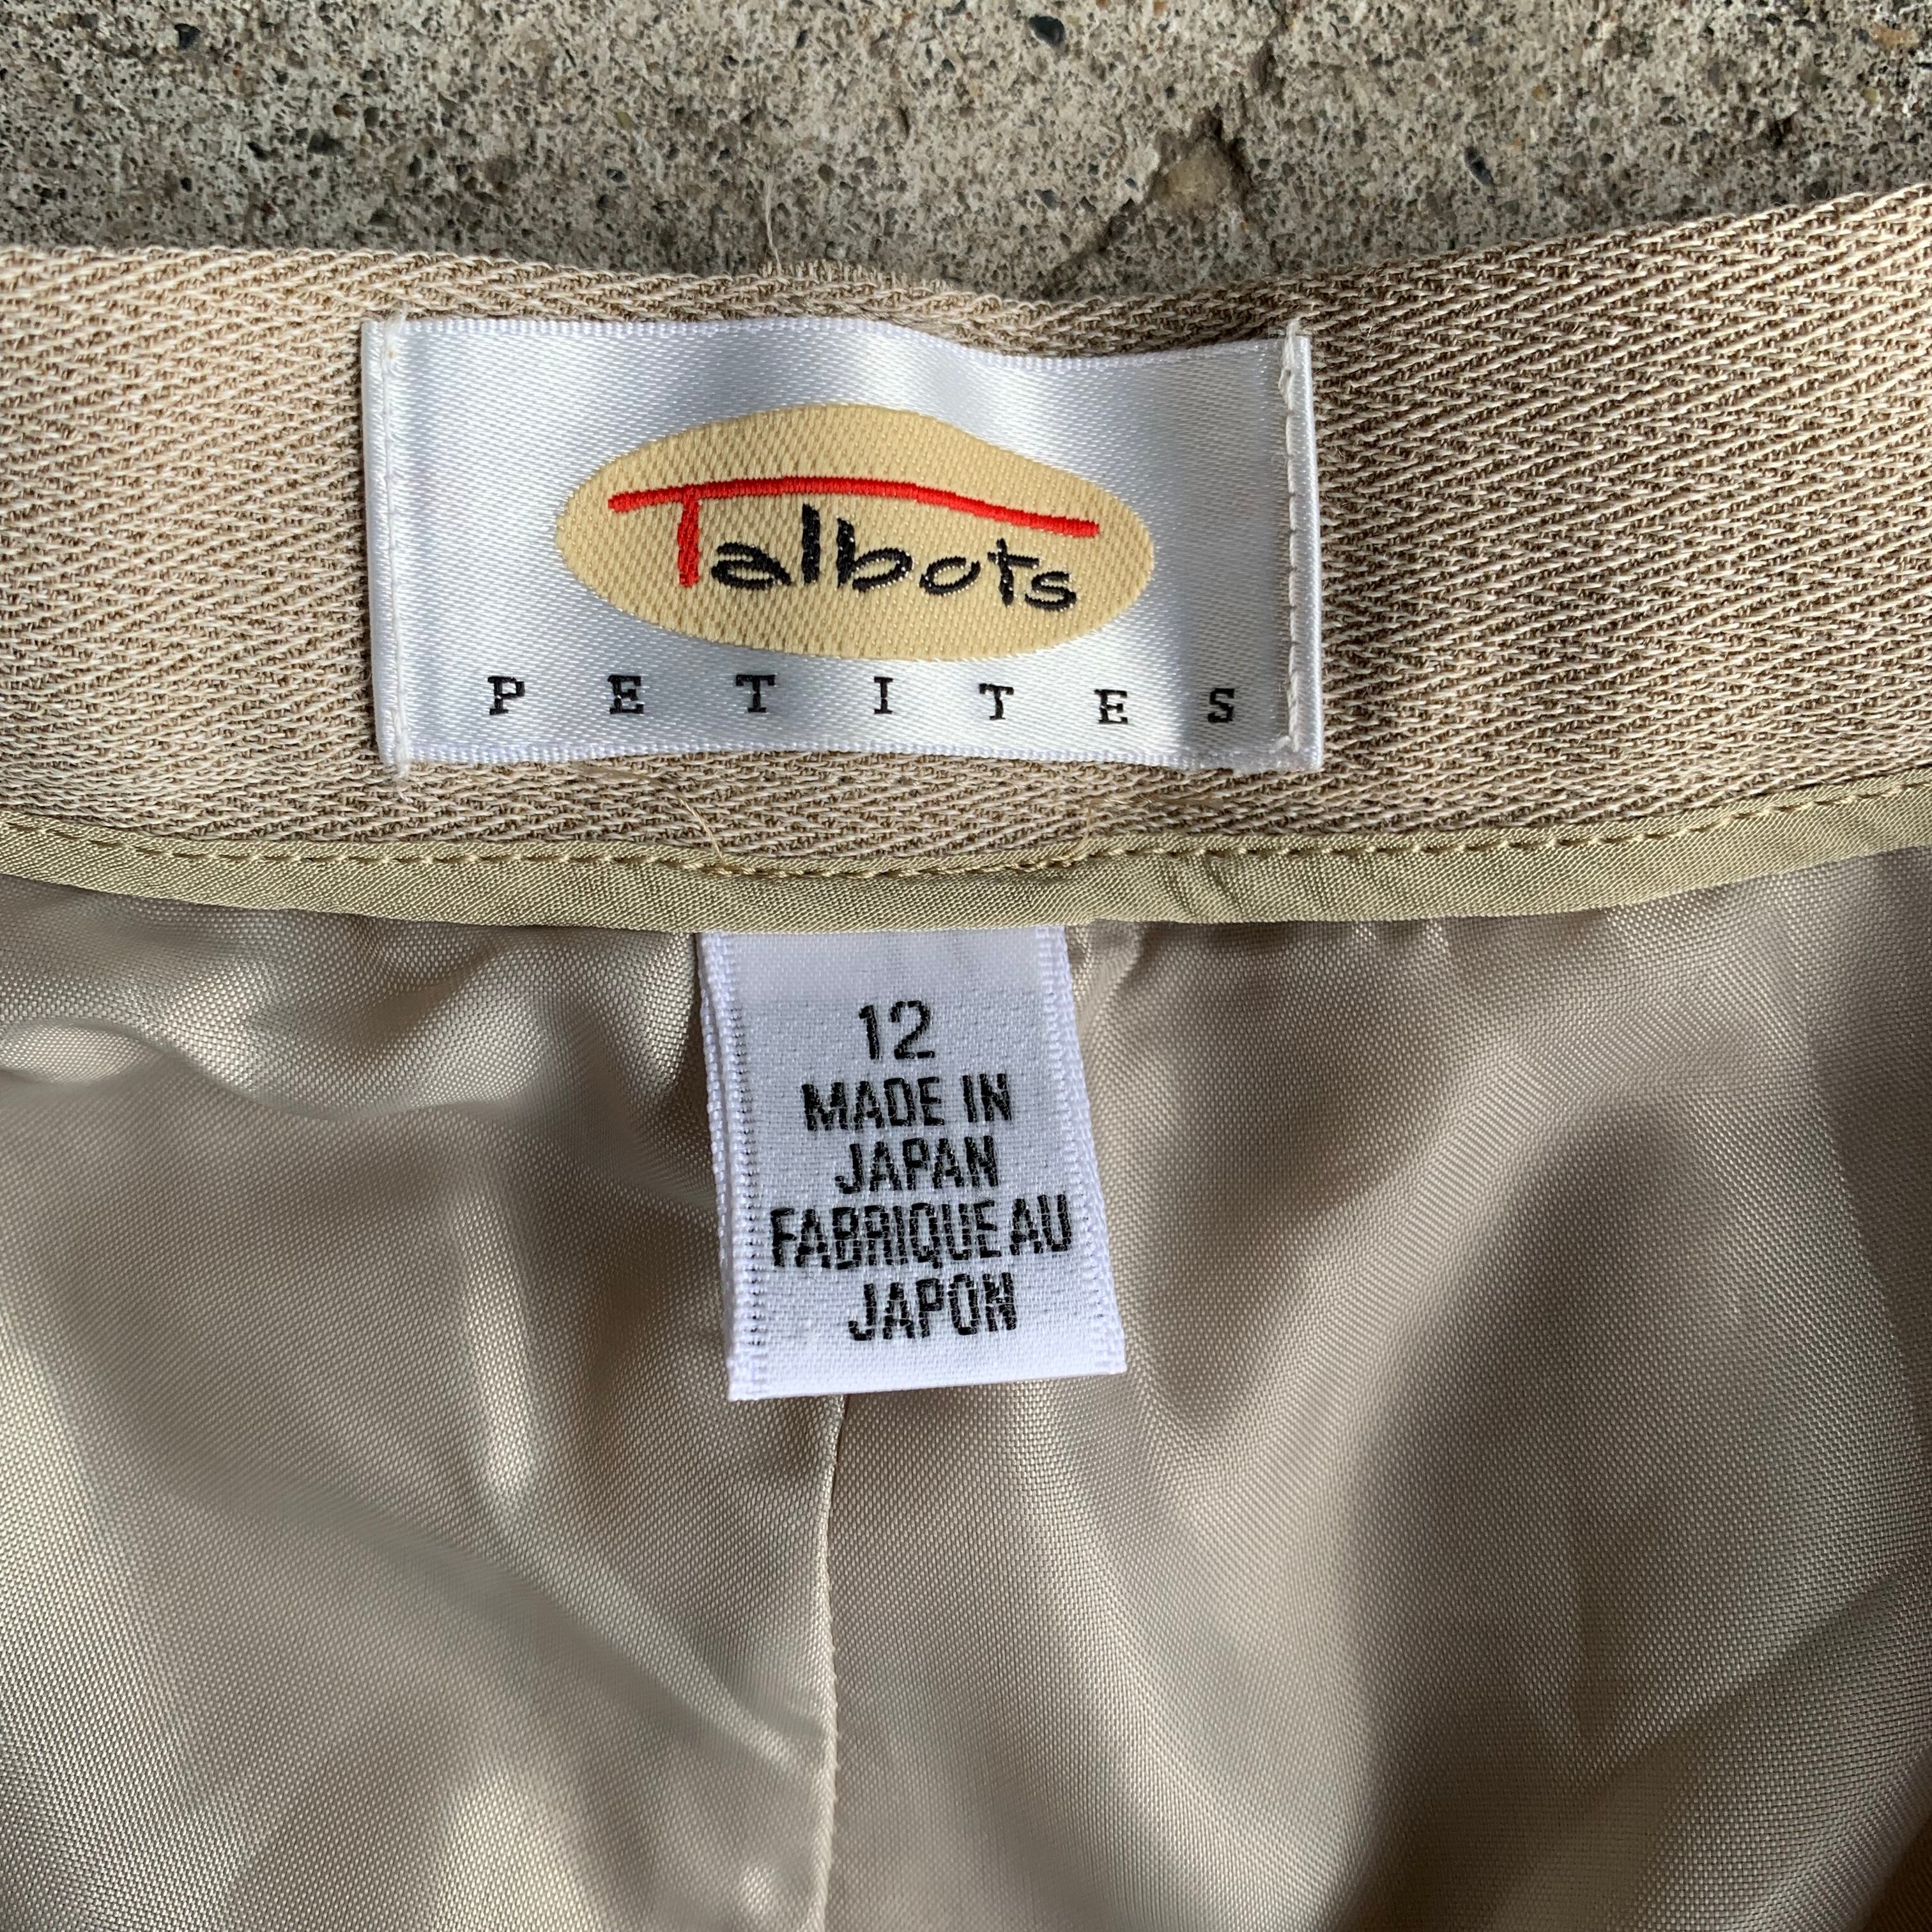 Talbots
PETITES
12
MADE IN
JAPAN
FABRIQUE AU
JAPON